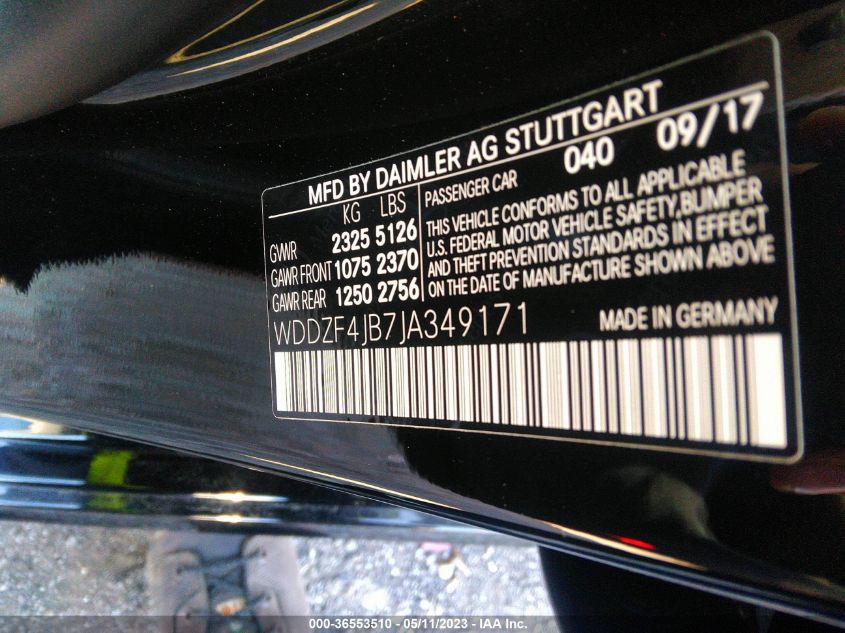 MFD BY DAIMLER AG STUTTGART
KG LBS
GVWR 2325 5126
GAWR FRONT 1075 2370
GAWR REAR 1250 2756
040 09/17
PASSENGER CAR
THIS VEHICLE CONFORMS TO ALL APPLICABLE
U.S. FEDERAL MOTOR VEHICLE SAFETY,BUMPER
AND THEFT PREVENTION STANDARDS IN EFFECT
ON THE DATE OF MANUFACTURE SHOWN ABOVE
WDDZF4JB7JA349171 MADE IN GERMANY
000-36553510 - 05/11/2023 - IAA Inc.